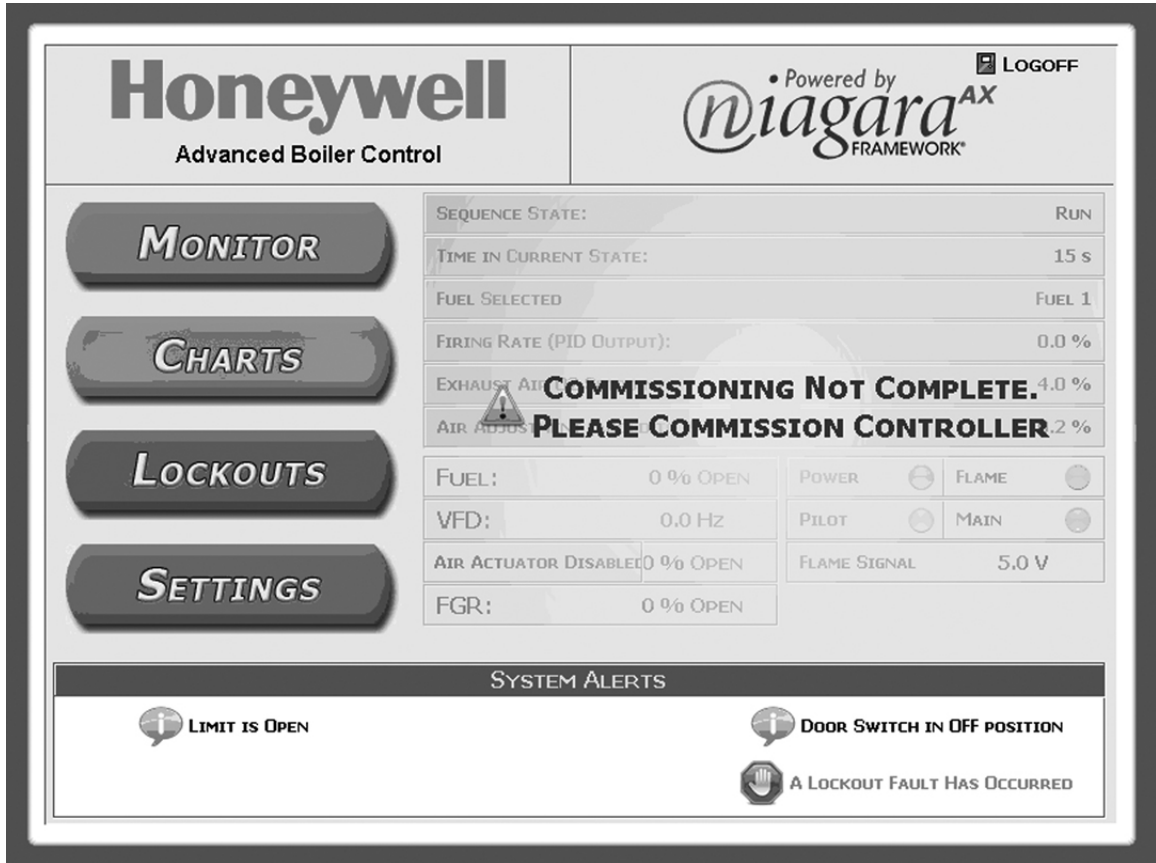 Honeywell
Advanced Boiler Control
Powered by
niagara AX
FRAMEWORK®
LOGOFF
MONITOR
CHARTS
LOCKOUTS
SETTINGS
SEQUENCE STATE: RUN
TIME IN CURRENT STATE: 15 s
FUEL SELECTED FUEL 1
FIRING RATE (PID OUTPUT): 0.0 %
EXHAUST AIR 4.0 %
COMMISSIONING NOT COMPLETE.
AIR .2 %
PLEASE COMMISSION CONTROLLER
FUEL: 0 % OPEN
VFD: 0.0 HZ
AIR ACTUATOR DISABLED 0 % OPEN
FGR: 0 % OPEN
POWER FLAME
PILOT MAIN
FLAME SIGNAL 5.0 V
SYSTEM ALERTS
LIMIT IS OPEN
DOOR SWITCH IN OFF POSITION
A LOCKOUT FAULT HAS OCCURRED